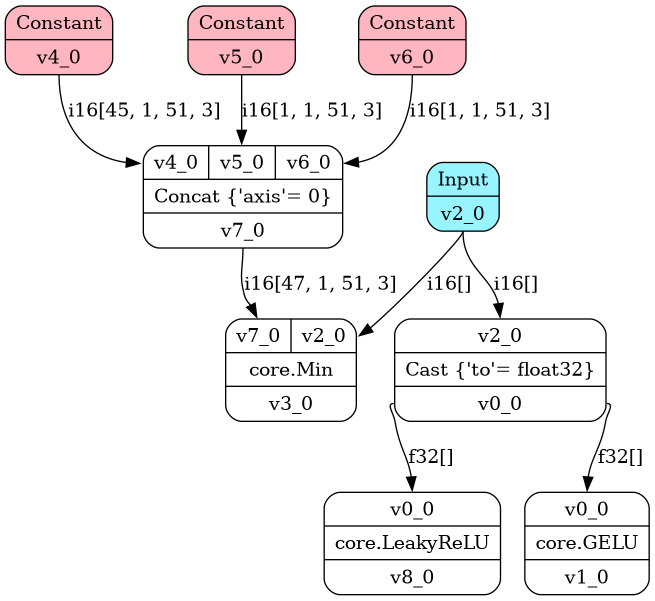 Constant
v4_0
Constant
v5_0
Constant
v6_0
i16[45, 1, 51, 3]
i16[1, 1, 51, 3]
i16[1, 1, 51, 3]
v4_0 v5_0 v6_0
Concat {'axis'= 0}
v7_0
Input
v2_0
i16[47, 1, 51, 3]
i16[]
i16[]
v7_0 v2_0
core.Min
v3_0
v2_0
Cast {'to'= float32}
v0_0
f32[]
f32[]
v0_0
core.LeakyReLU
v8_0
v0_0
core.GELU
v1_0